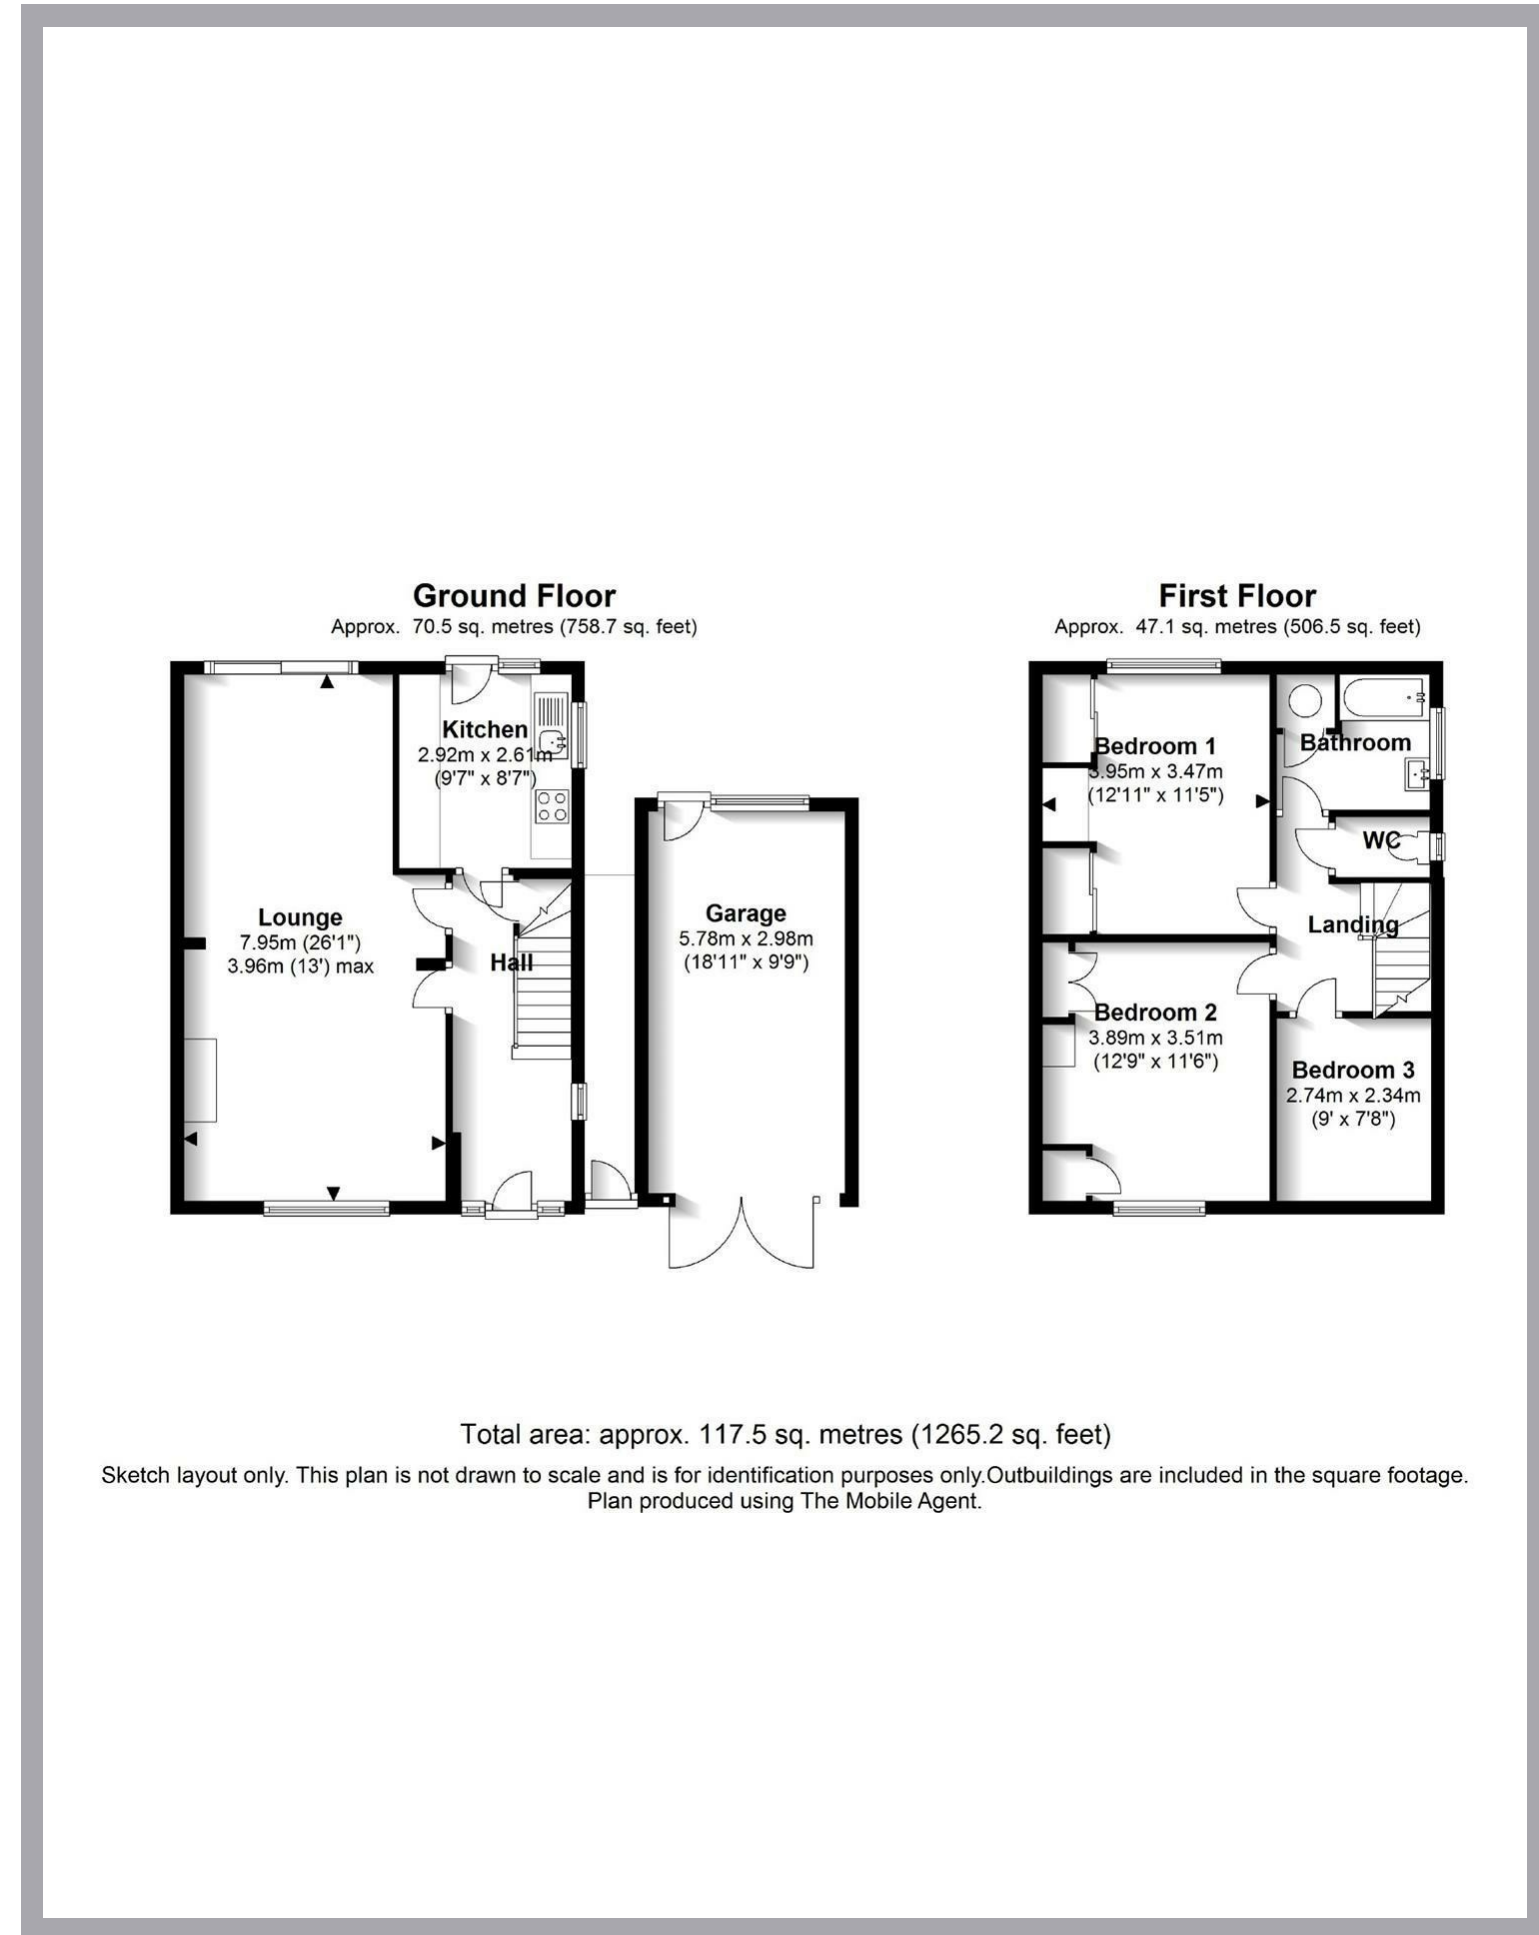 Ground Floor
Approx. 70.5 sq. metres (758.7 sq. feet)
Kitchen
2.92m x 2.61m
(9'7" x 8'7")
Lounge
7.95m (26'1")
3.96m (13') max
Hall
Garage
5.78m x 2.98m
(18'11" x 9'9")
First Floor
Approx. 47.1 sq. metres (506.5 sq. feet)
Bedroom 1
3.95m x 3.47m
(12'11" x 11'5")
Bathroom
WC
Landing
Bedroom 2
3.89m x 3.51m
(12'9" x 11'6")
Bedroom 3
2.74m x 2.34m
(9' x 7'8")
Total area: approx. 117.5 sq. metres (1265.2 sq. feet)
Sketch layout only. This plan is not drawn to scale and is for identification purposes only.Outbuildings are included in the square footage.
Plan produced using The Mobile Agent.